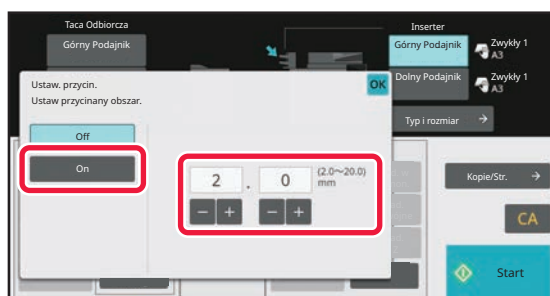 Taca Odbiorcza
Inserter
Górny Podajnik
Górny Podajnik
Zwykły 1
A3
Dolny Podajnik
Zwykły 1
A3
Typi i rozmiar
Ustaw. przycin.
OK
Ustaw przycinany obszar.
Off
On
2 . 0 (2.0～20.0)
mm
− + − +
Kopie/Str.
CA
Start